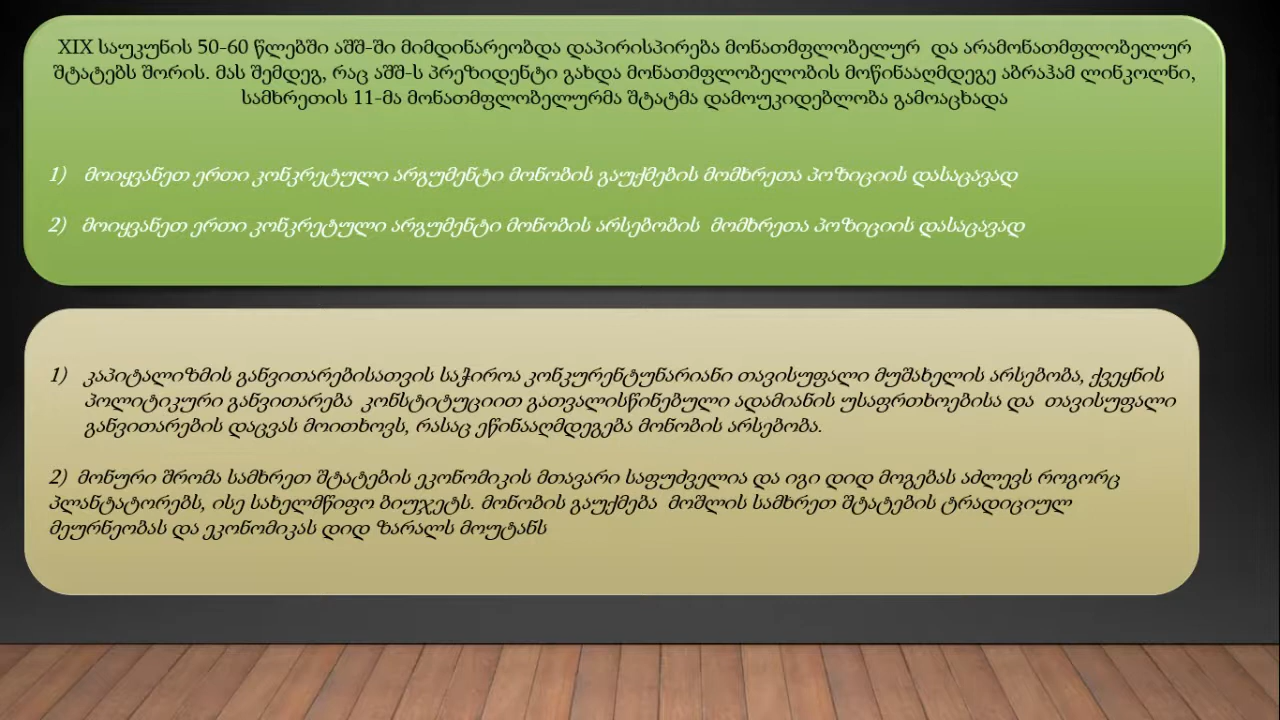 XIX საუკუნის 50-60 წლებში აშშ-ში მიმდინარეობდა დაპირისპირება მონათმფლობელურ და არამონათმფლობელურ
შტატებს შორის. მას შემდეგ, რაც აშშ-ს პრეზიდენტი გახდა მონათმფლობელობის მოწინააღმდეგე აბრაჰამ ლინკოლნი,
სამხრეთის 11-მა მონათმფლობელურმა შტატმა დამოუკიდებლობა გამოაცხადა
1) მოიყვანეთ ერთი კონკრეტული არგუმენტი მონობის გაუქმების მომხრეთა პოზიციის დასაცავად
2) მოიყვანეთ ერთი კონკრეტული არგუმენტი მონობის არსებობის მომხრეთა პოზიციის დასაცავად
1) კაპიტალიზმის განვითარებისათვის საჭიროა კონკურენტუნარიანი თავისუფალი მუშახელის არსებობა, ქვეყნის
პოლიტიკური განვითარება კონსტიტუციით გათვალისწინებული ადამიანის უსაფრთხოებისა და თავისუფალი
განვითარების დაცვას მოითხოვს, რასაც ეწინააღმდეგება მონობის არსებობა.
2) მონური შრომა სამხრეთ შტატების ეკონომიკის მთავარი საფუძველია და იგი დიდ მოგებას აძლევს როგორც
პლანტატორებს, ისე სახელმწიფო ბიუჯეტს. მონობის გაუქმება მოშლის სამხრეთ შტატების ტრადიციულ
მეურნეობას და ეკონომიკას დიდ ზარალს მოუტანს